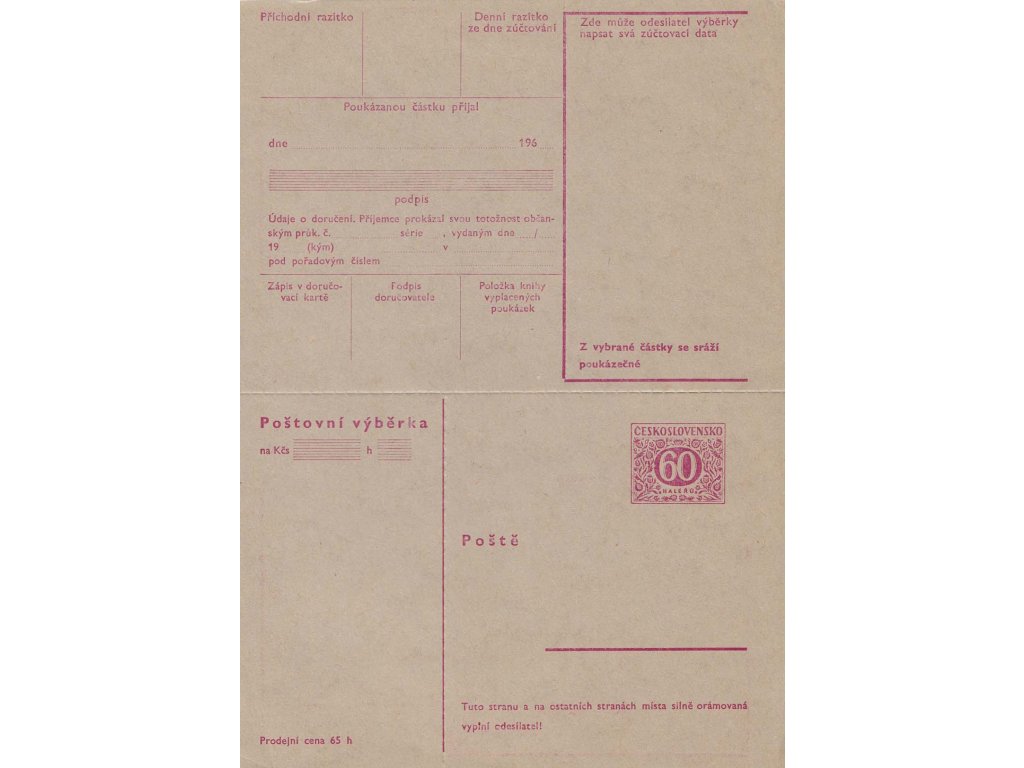 Příchodní razítko
Denní razítko
ze dne zúčtování
Zde může odesílatel výběrky
napsat svá zúčtovací data
Poukázanou částku přijal
dne 196
podpis
Údaje o doručení. Příjemce prokázal svou totožnost občan-
ským průk. č. série , vydaným dne /
19 (kým) v
pod pořadovým číslem
Zápis v doručo-
vací kartě
Podpis
doručovatele
Položka knihy
vyplacených
poukázek
Z vybrané částky se sráží
poukázečné
Poštovní výběrka
na Kčs h
ČESKOSLOVENSKO
60
HALÉŘŮ
Poště
Tuto stranu a na ostatních stranách místa silně orámovaná
vyplní odesílatel!
Prodejní cena 65 h